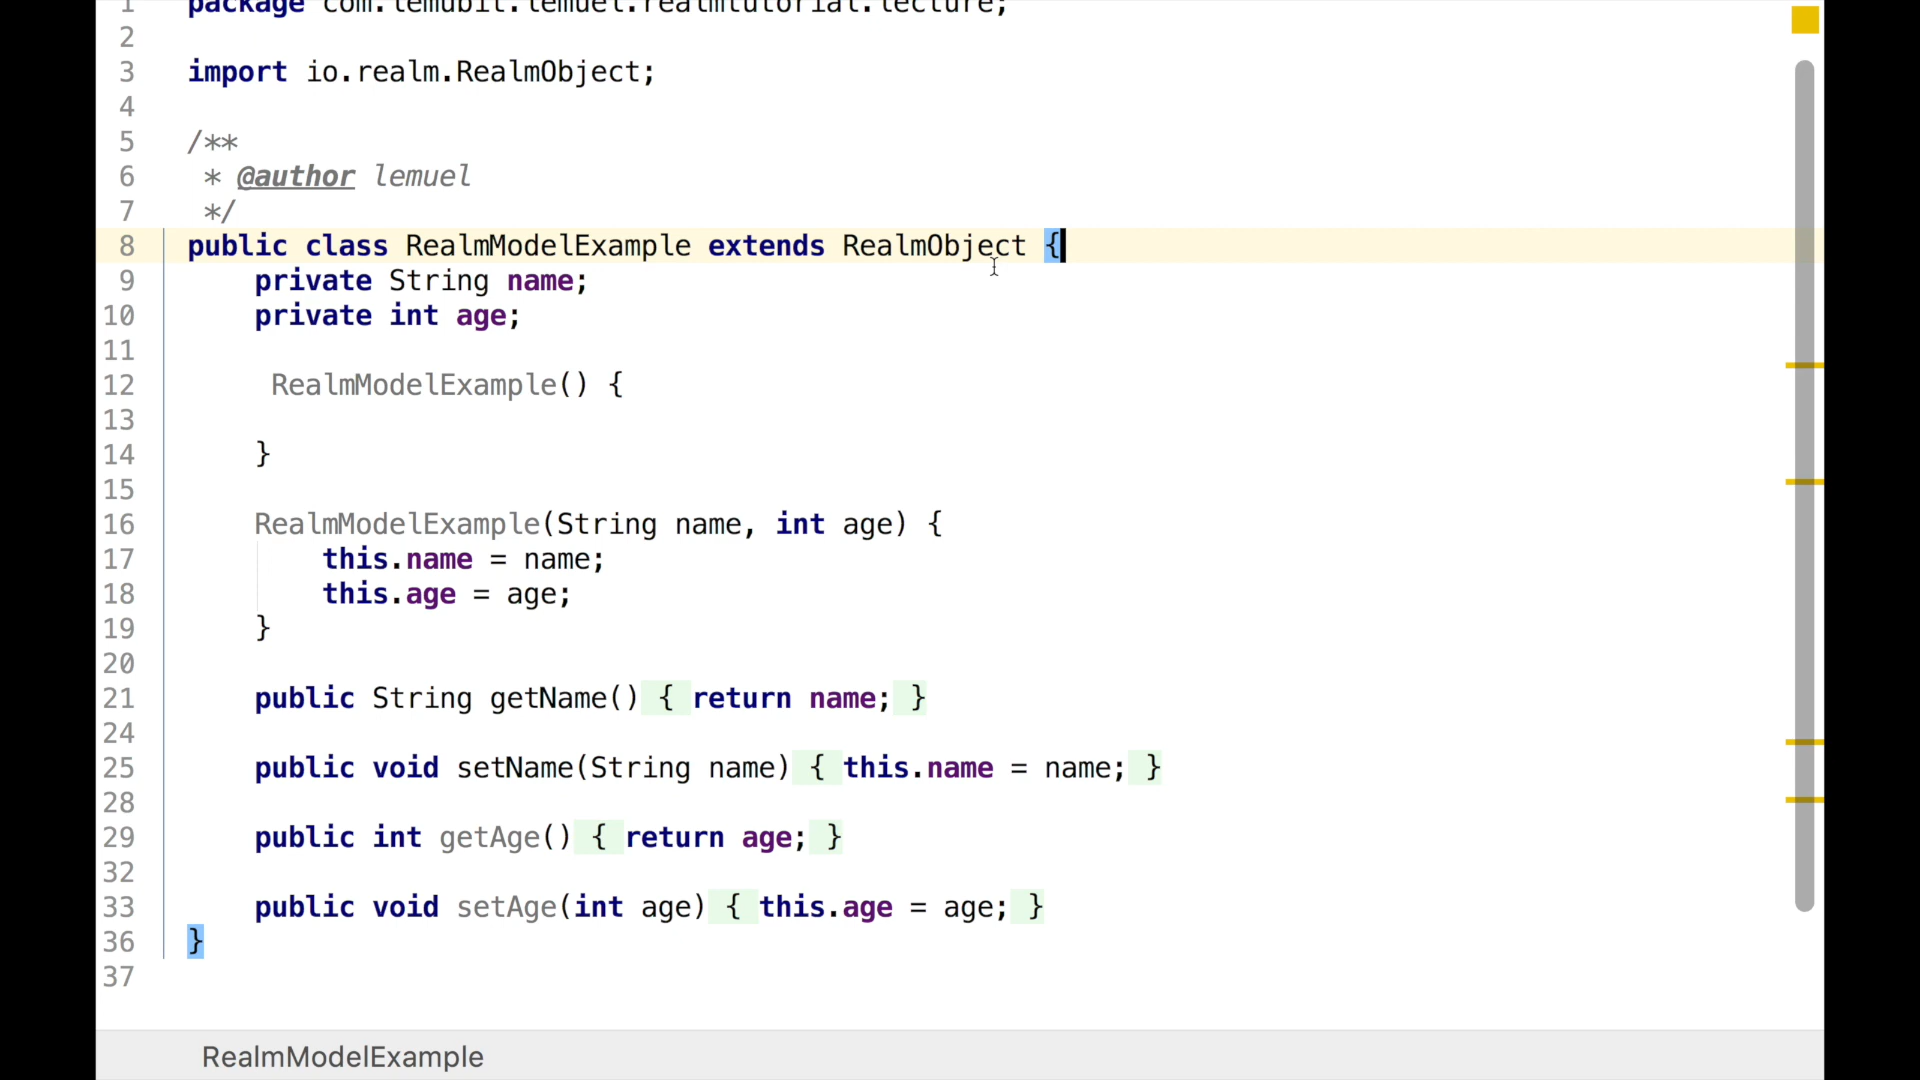 1 package com.lemubit.lemuel.realmtutorial.lecture;
2
3 import io.realm.RealmObject;
4
5 /**
6 * @author lemuel
7 */
8 public class RealmModelExample extends RealmObject {
9 private String name;
10 private int age;
11
12 RealmModelExample() {
13
14 }
15
16 RealmModelExample(String name, int age) {
17 this.name = name;
18 this.age = age;
19 }
20
21 public String getName() { return name; }
24
25 public void setName(String name) { this.name = name; }
28
29 public int getAge() { return age; }
32
33 public void setAge(int age) { this.age = age; }
36 }
37
RealmModelExample